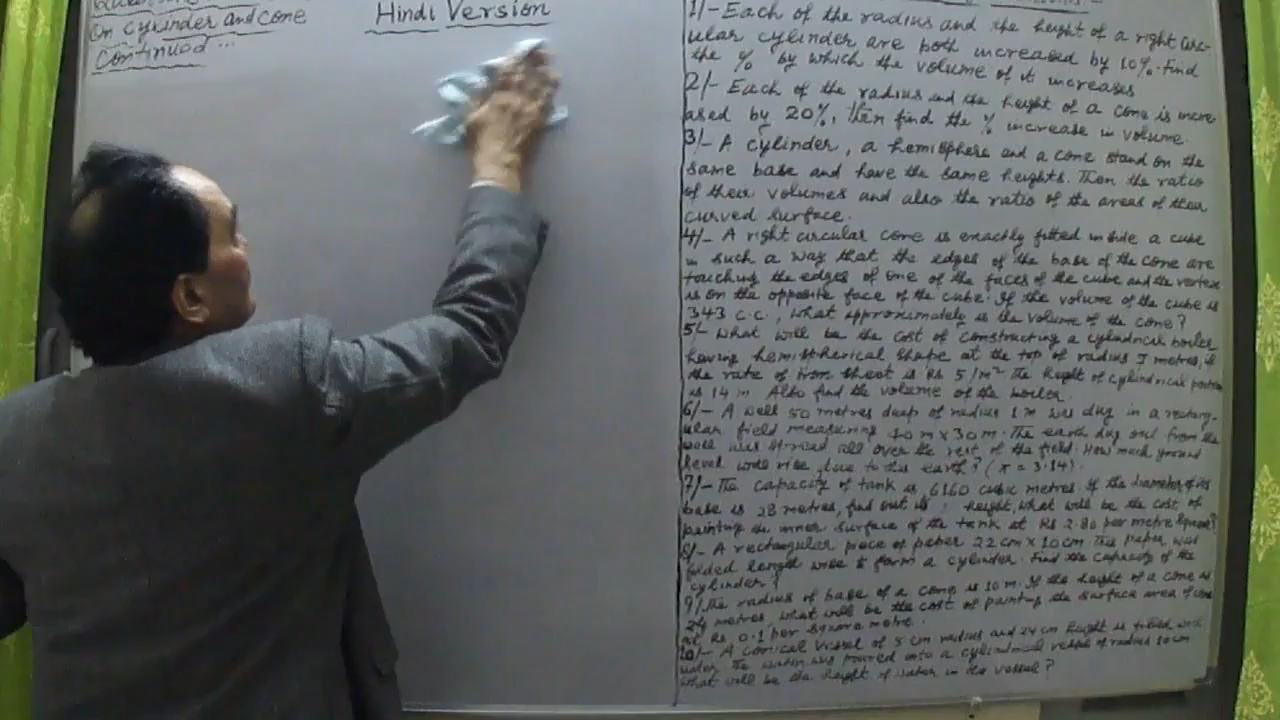 On cylinder and cone
Continued ...
Hindi Version
1/- Each of the radius and the height of a right circ-
ular cylinder are both increased by 10%. Find
the % by which the volume of it increases
2/- Each of the radius and the height of a cone is incre
ased by 20%, then find the % increase in volume.
3/- A cylinder, a hemisphere and a cone stand on the
same base and have the same heights. Then the ratio
of their volumes and also the ratio of the areas of their
curved surface.
4/- A right circular cone is exactly fitted inside a cube
in such a way that the edges of the base of the cone are
touching the edges of one of the faces of the cube and the vertex
is on the opposite face of the cube. If the volume of the cube is
343 c.c., what approximately is the volume of the cone?
5/- What will be the cost of constructing a cylindrical boiler
having hemispherical shape at the top of radius 7 metres, if
the rate of iron sheet is Rs 5/m² The height of cylindrical portion
is 14 m Also find the volume of the boiler.
6/- A well 50 metres deep of radius 1 m was dug in a rectang-
ular field measuring 40 m x 30 m. The earth dug out from the
well was spread all over the rest of the field. How much ground
level will rise due to this earth? (π = 3.14).
7/- The capacity of tank is 6160 cubic metres. If the diameter of its
base is 28 metres, find out its height, what will be the cost of
painting the inner surface of the tank at Rs 2.80 per metre square?
8/- A rectangular piece of paper 22 cm x 10 cm The paper was
folded length wise to form a cylinder. Find the capacity of the
cylinder?
9/ The radius of base of a cone is 10 m. If the height of a cone is
24 metres, what will be the cost of painting the surface area of cone
at Rs. 0.1 per square metre.
10/- A conical vessel of 5 cm radius and 24 cm height is filled with
water. The water was poured into a cylindrical vessel of radius 10 cm
What will be the height of water in the vessel?